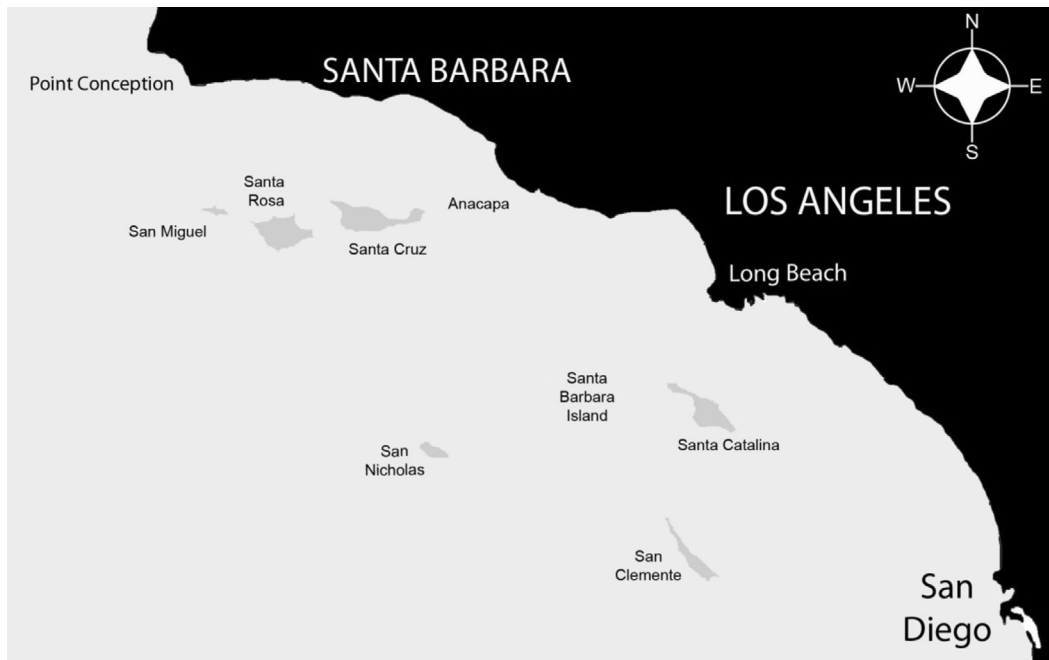 N
SANTA BARBARA
Point Conception
W
E
S
Santa
Rosa
LOS ANGELES
Anacapa
San Miguel
Santa Cruz
Long Beach
Santa
Barbara
Island
Santa Catalina
San
Nicholas
San
Clemente
San
Diego